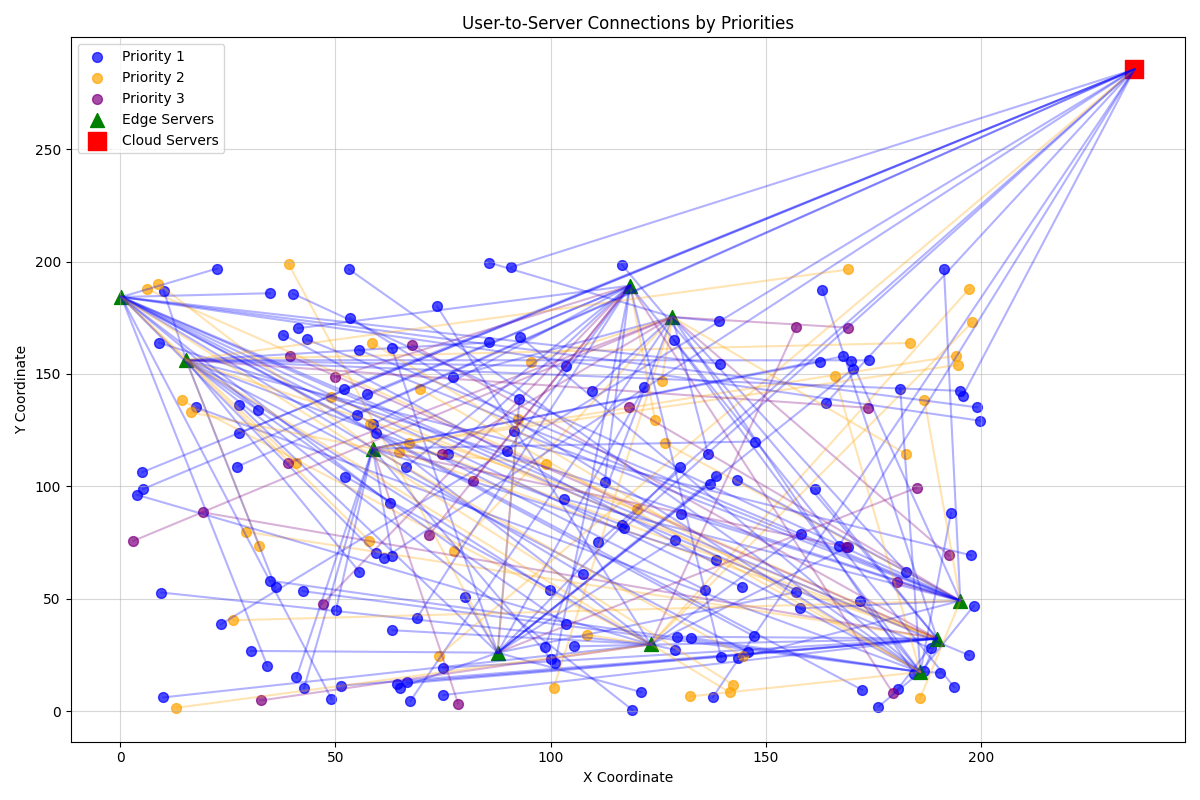 User-to-Server Connections by Priorities
Priority 1
Priority 2
Priority 3
Edge Servers
Cloud Servers
Y Coordinate
250
200
150
100
50
0
0 50 100 150 200
X Coordinate